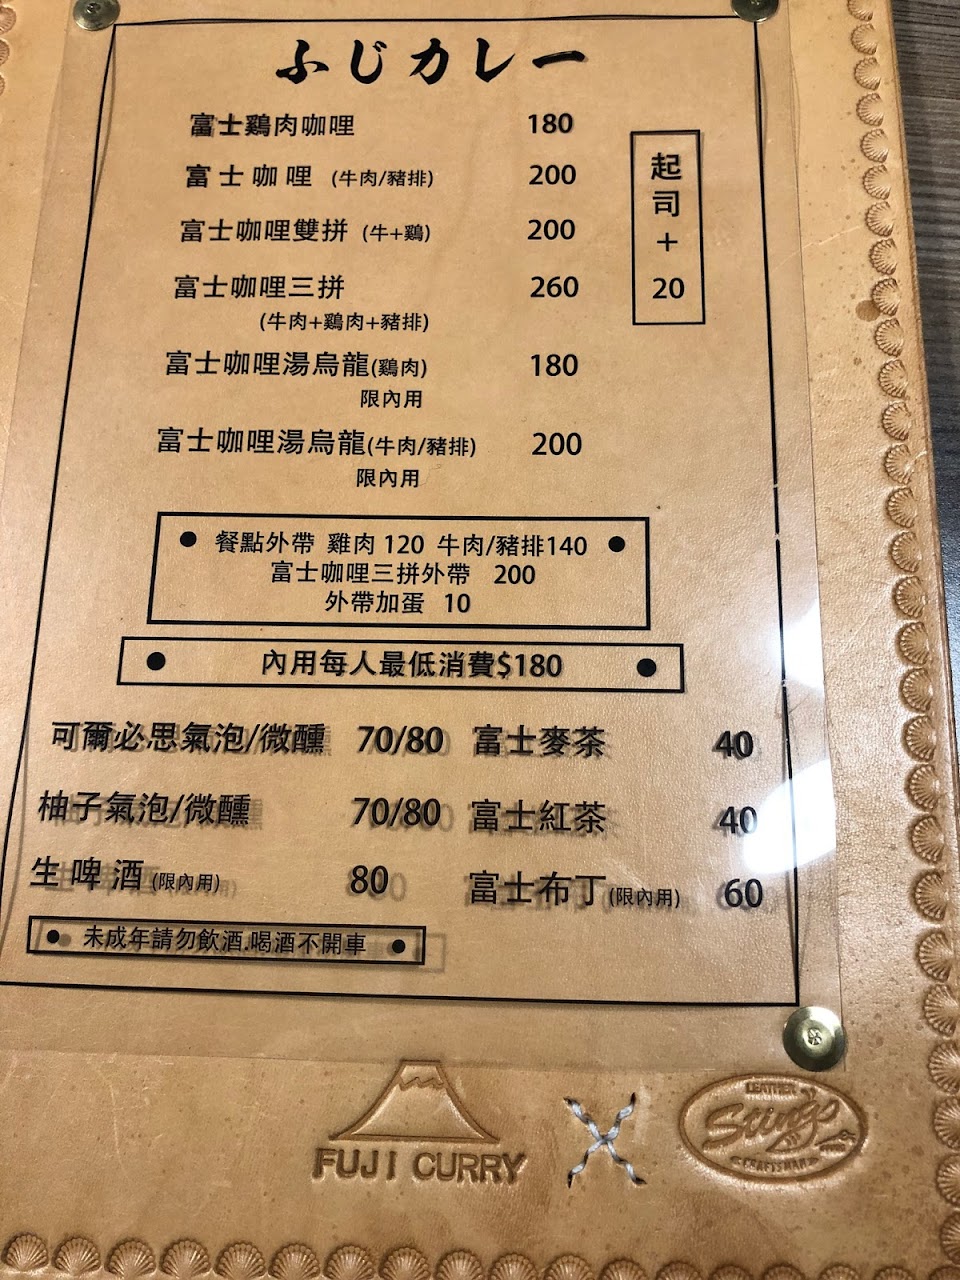 ふじカレー
富士鷄肉咖哩 180
富士咖哩 (牛肉/豬排) 200
富士咖哩雙拼 (牛+鷄) 200
富士咖哩三拼 260
(牛肉+鷄肉+豬排)
起司+20
富士咖哩湯烏龍(鷄肉) 180
限內用
富士咖哩湯烏龍(牛肉/豬排) 200
限內用
● 餐點外帶 雞肉 120 牛肉/豬排140 ●
富士咖哩三拼外帶 200
外帶加蛋 10
● 內用每人最低消費$180 ●
可爾必思氣泡/微醺 70/80 富士麥茶 40
柚子氣泡/微醺 70/80 富士紅茶 40
生啤酒(限內用) 80 富士布丁(限內用) 60
● 未成年請勿飲酒.喝酒不開車 ●
FUJI CURRY
LEATHER
Stings
CRAFTSMAN